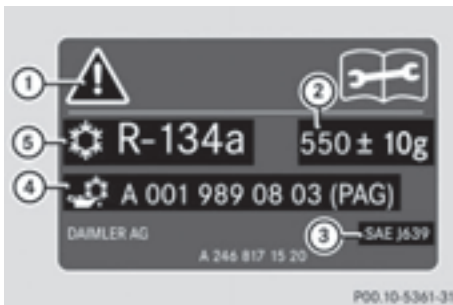 1
2
5 R-134a 550 ± 10g
4 A 001 989 08 03 (PAG)
DAIMLER AG 3 SAE J639
A 246 817 15 20
P00.10-5361-31